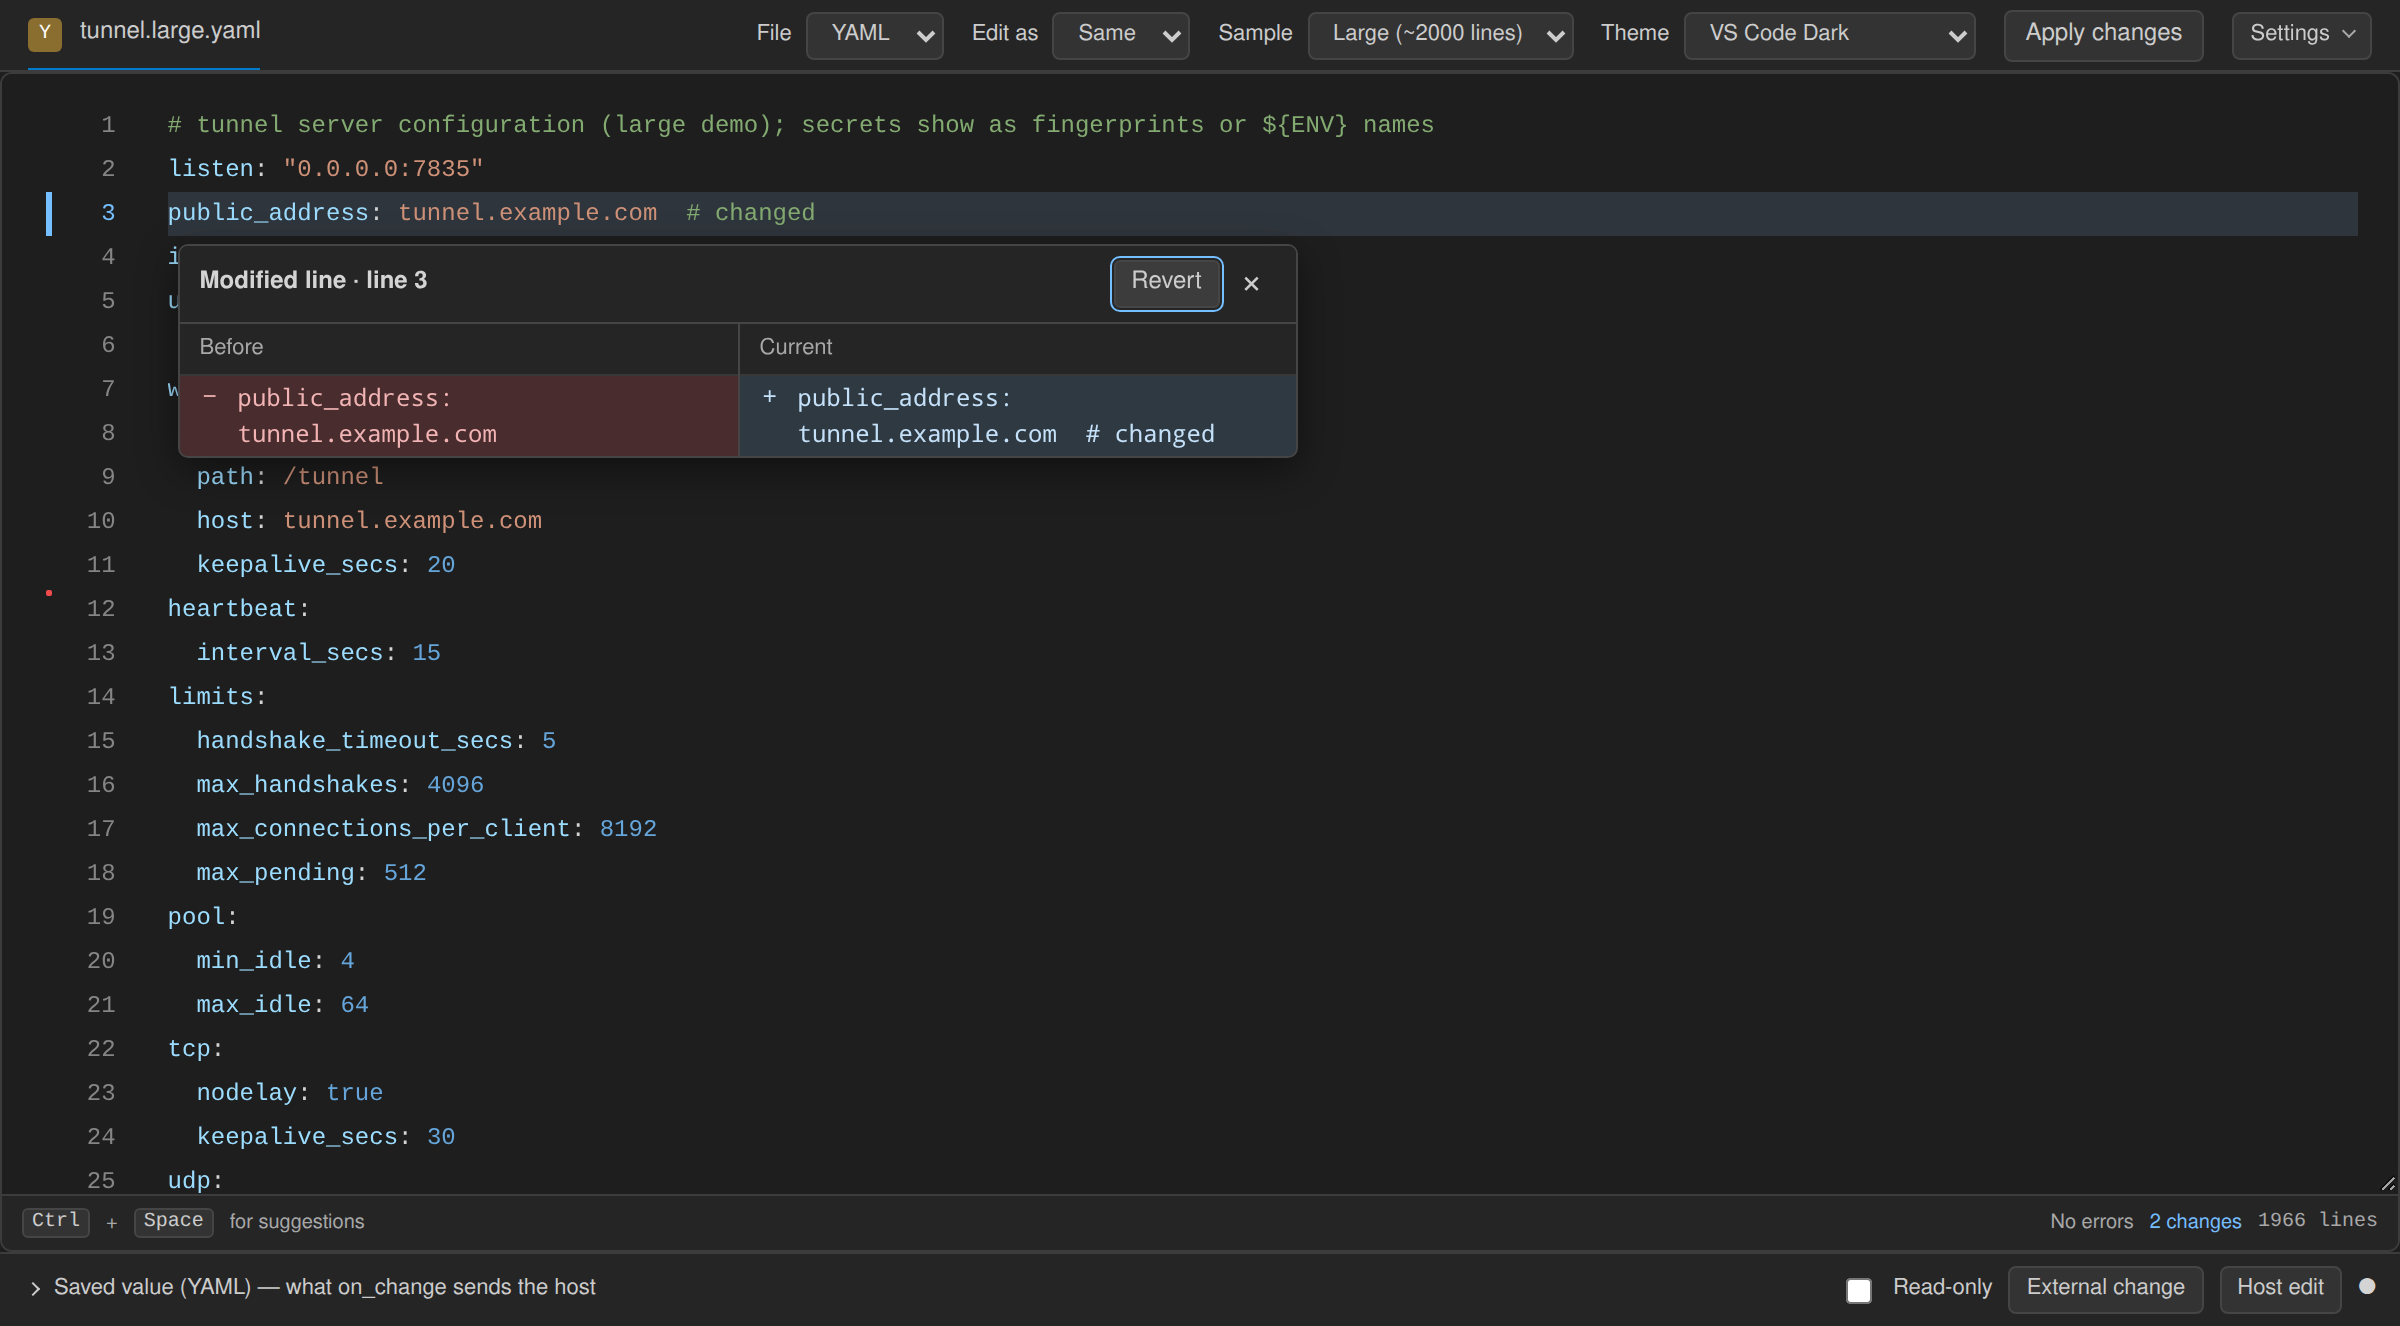 Y tunnel.large.yaml File YAML Edit as Same Sample Large (~2000 lines) Theme VS Code Dark Apply changes Settings
1 # tunnel server configuration (large demo); secrets show as fingerprints or ${ENV} names
2 listen: "0.0.0.0:7835"
3 public_address: tunnel.example.com  # changed
4 i
Modified line · line 3 Revert ×
5 u
6
Before Current
7 w
− public_address: + public_address:
8
tunnel.example.com tunnel.example.com  # changed
9   path: /tunnel
10   host: tunnel.example.com
11   keepalive_secs: 20
12 heartbeat:
13   interval_secs: 15
14 limits:
15   handshake_timeout_secs: 5
16   max_handshakes: 4096
17   max_connections_per_client: 8192
18   max_pending: 512
19 pool:
20   min_idle: 4
21   max_idle: 64
22 tcp:
23   nodelay: true
24   keepalive_secs: 30
25 udp:
Ctrl + Space for suggestions No errors 2 changes 1966 lines
Saved value (YAML) — what on_change sends the host Read-only External change Host edit